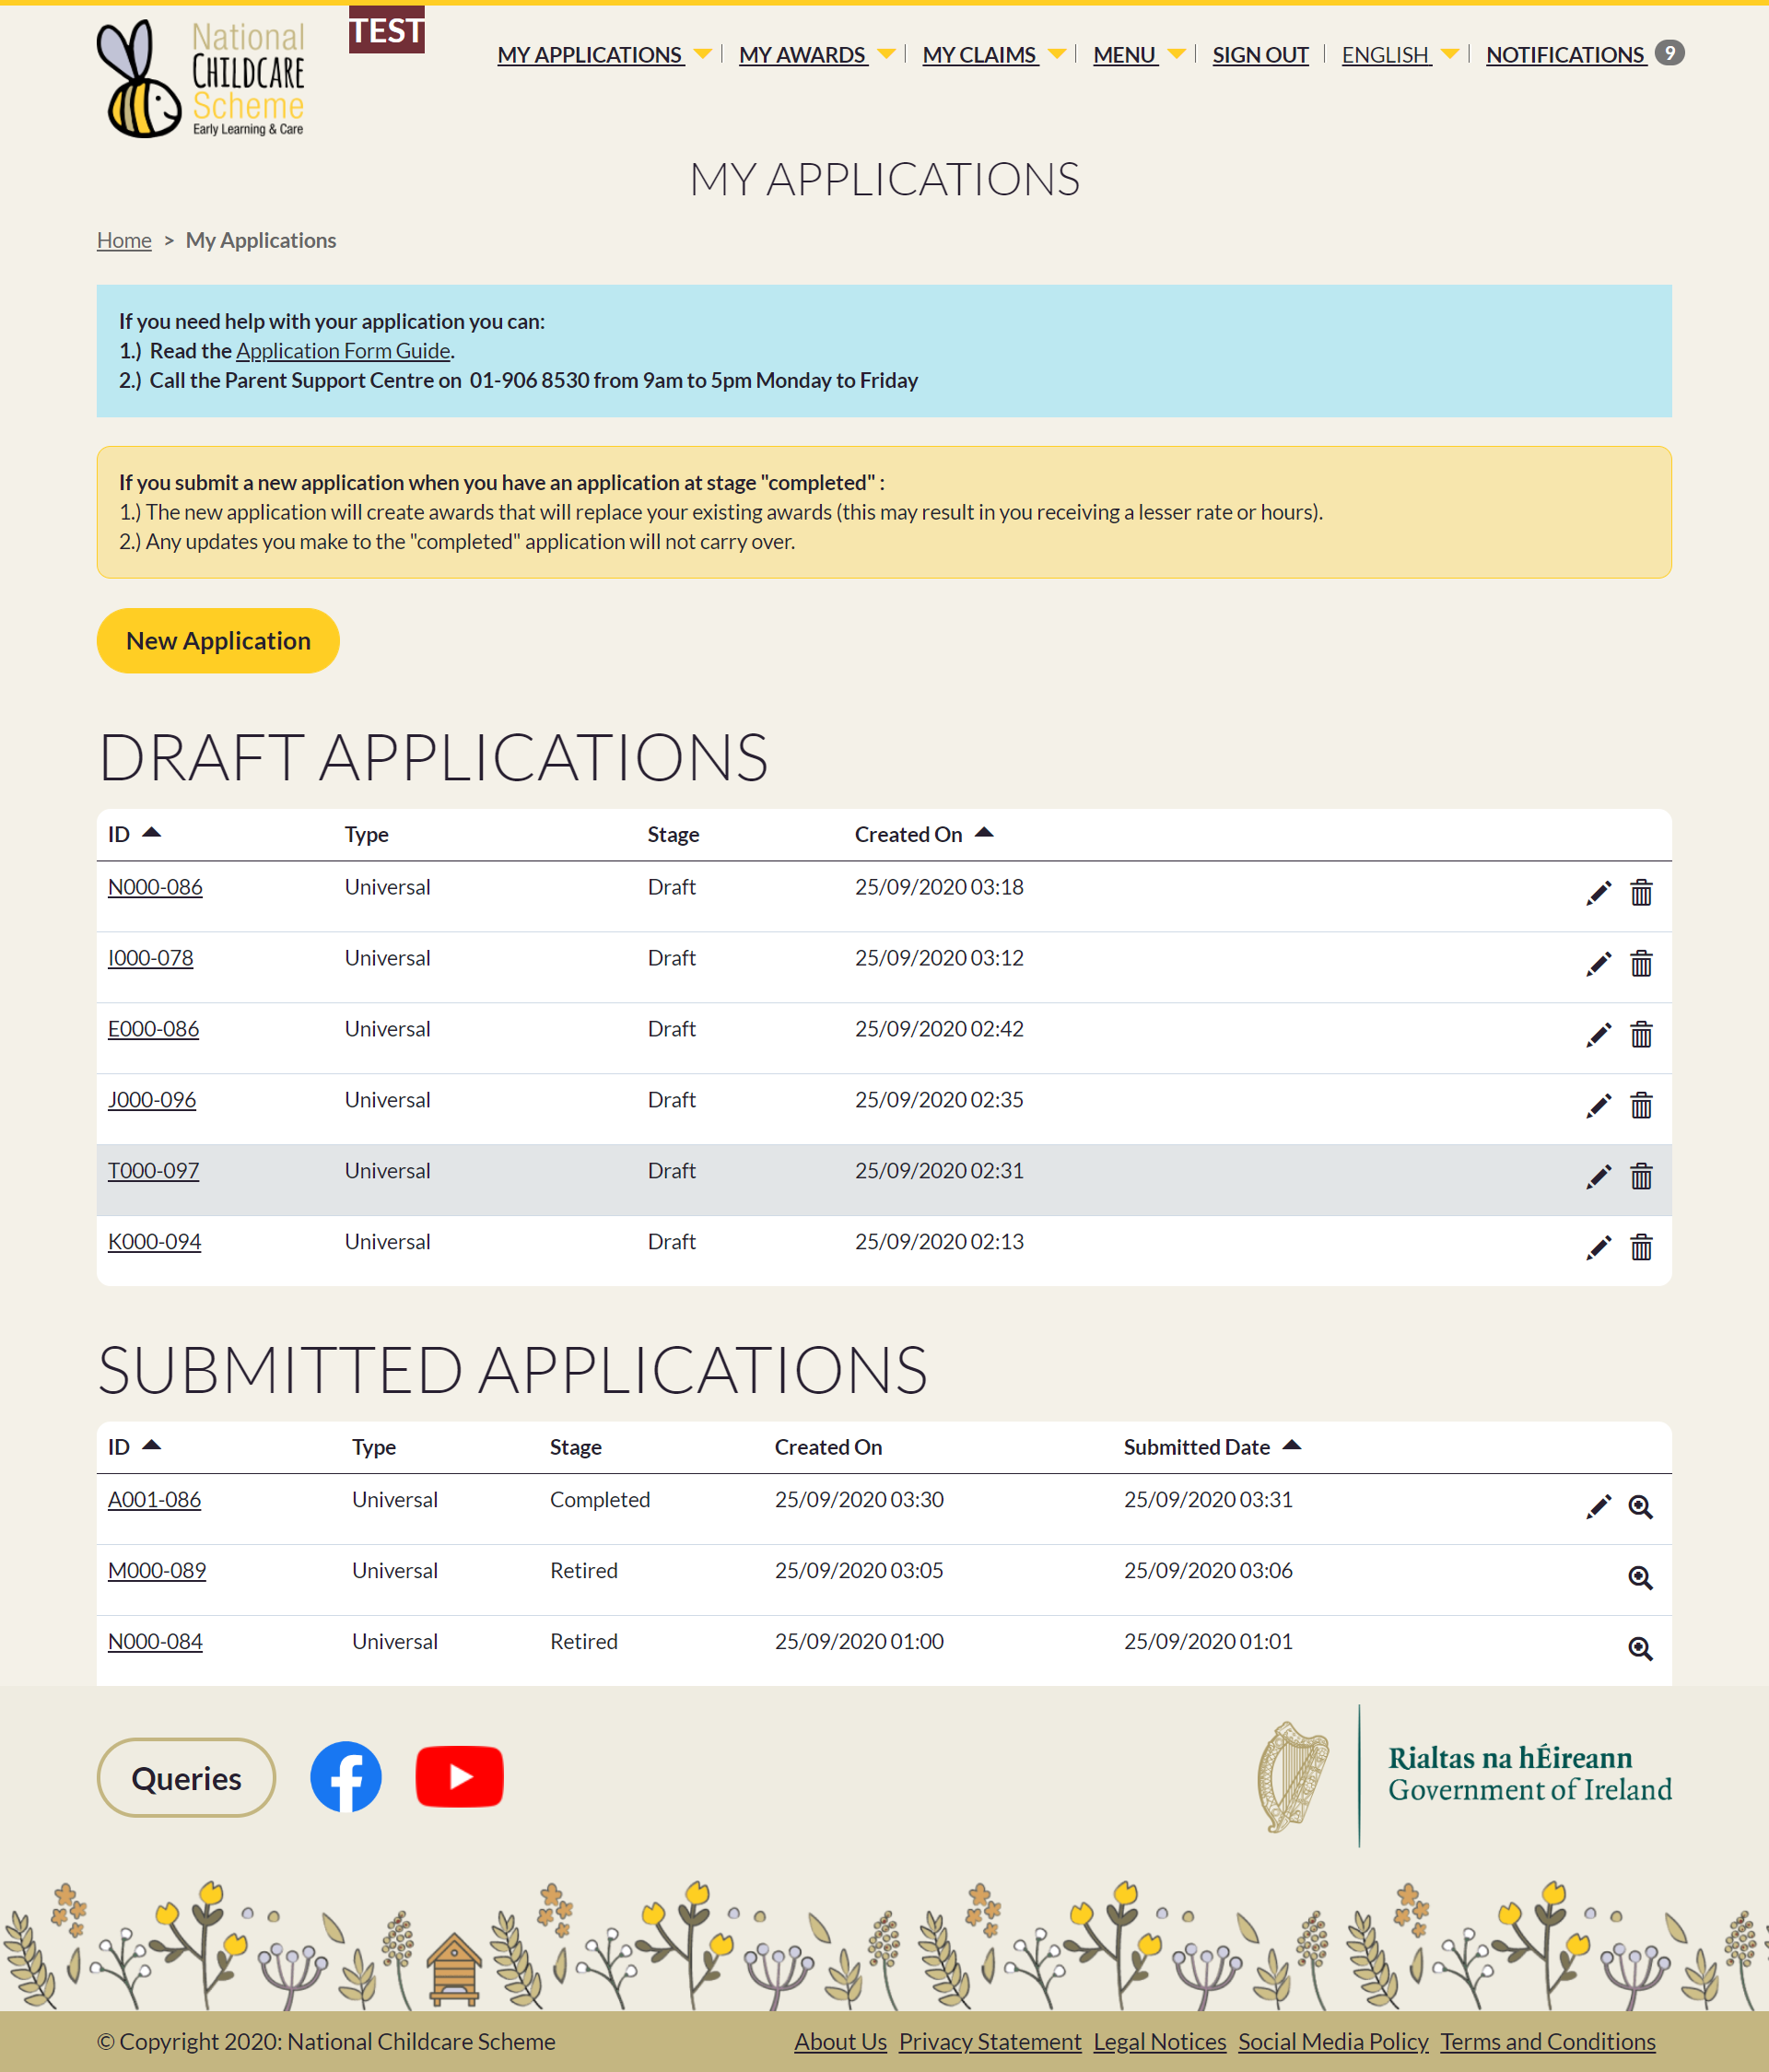 National
CHILDCARE
Scheme
Early Learning & Care
TEST
MY APPLICATIONS MY AWARDS MY CLAIMS MENU SIGN OUT ENGLISH NOTIFICATIONS 9
MY APPLICATIONS
Home > My Applications
If you need help with your application you can:
1.) Read the Application Form Guide.
2.) Call the Parent Support Centre on 01-906 8530 from 9am to 5pm Monday to Friday
If you submit a new application when you have an application at stage "completed" :
1.) The new application will create awards that will replace your existing awards (this may result in you receiving a lesser rate or hours).
2.) Any updates you make to the "completed" application will not carry over.
New Application
DRAFT APPLICATIONS
ID Type Stage Created On
N000-086 Universal Draft 25/09/2020 03:18
I000-078 Universal Draft 25/09/2020 03:12
E000-086 Universal Draft 25/09/2020 02:42
J000-096 Universal Draft 25/09/2020 02:35
T000-097 Universal Draft 25/09/2020 02:31
K000-094 Universal Draft 25/09/2020 02:13
SUBMITTED APPLICATIONS
ID Type Stage Created On Submitted Date
A001-086 Universal Completed 25/09/2020 03:30 25/09/2020 03:31
M000-089 Universal Retired 25/09/2020 03:05 25/09/2020 03:06
N000-084 Universal Retired 25/09/2020 01:00 25/09/2020 01:01
Queries
Rialtas na hÉireann
Government of Ireland
© Copyright 2020: National Childcare Scheme
About Us Privacy Statement Legal Notices Social Media Policy Terms and Conditions